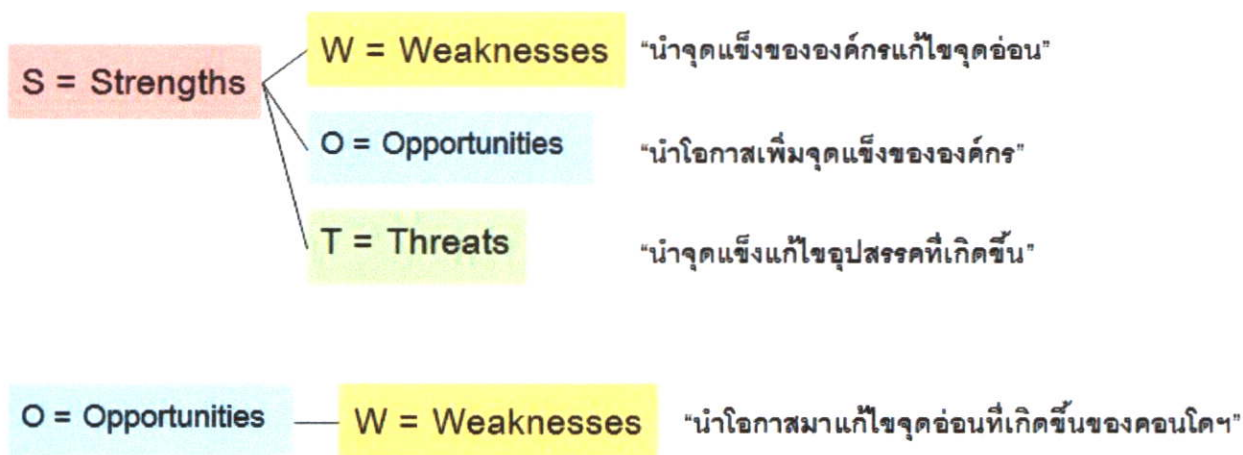 S = Strengths
W = Weaknesses "นำจุดแข็งขององค์กรแก้ไขจุดอ่อน"
O = Opportunities "นำโอกาสเพิ่มจุดแข็งขององค์กร"
T = Threats "นำจุดแข็งแก้ไขอุปสรรคที่เกิดขึ้น"
O = Opportunities W = Weaknesses "นำโอกาสมาแก้ไขจุดอ่อนที่เกิดขึ้นของคอนโดฯ"